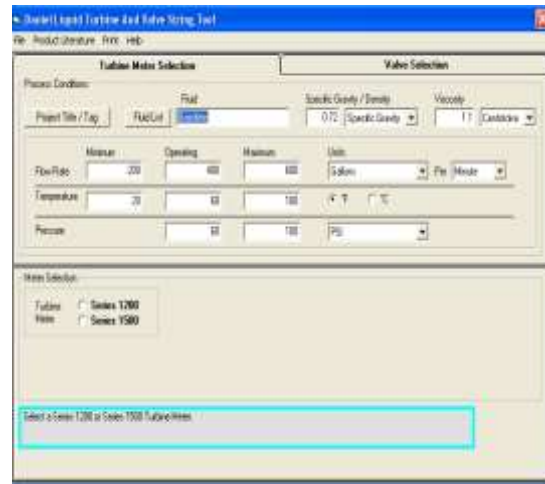 Daniel Liquid Turbine And Valve Sizing Tool
File Product Literature Print Help
Turbine Meter Selection Valve Selection
Process Conditions
Fluid Specific Gravity / Density Viscosity
Project Title / Tag Fluid List 0.72 Specific Gravity 1.1 Centistoke
Minimum Operating Maximum Units
Flow Rate 200 600 Gallons Per Minute
Temperature 20 60 100 °F °C
Pressure 60 100 PSI
Meter Selection
Turbine Series 1200
Meter Series 1500
Select a Series 1200 or Series 1500 Turbine Meter.